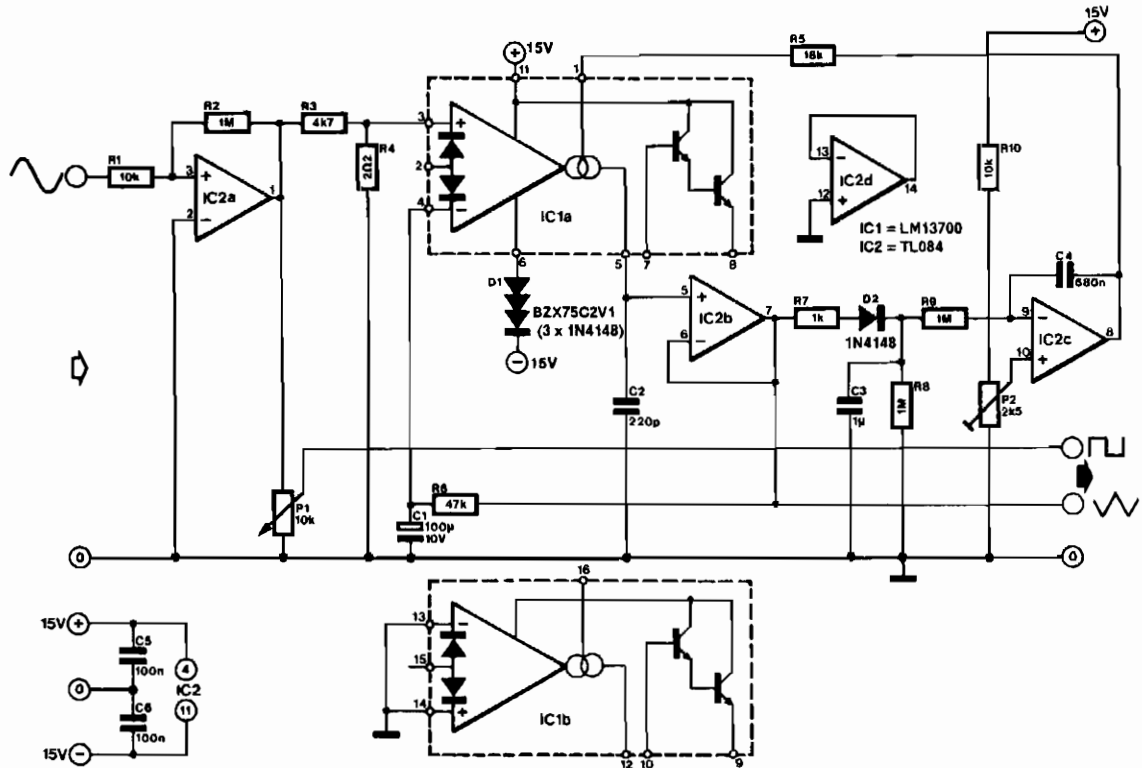 15V
15V
R5
18k
11
1
R2
1M
R3
4k7
3
R1
10k
3
+
R4
2Ω2
+
2
13
-
R10
10k
IC2a
1
IC1a
IC2d
14
2
-
4
-
12
+
IC1 = LM13700
IC2 = TL084
C4
680n
6
5
7
8
D1
BZX75C2V1
(3 x 1N4148)
5
+
7
R7
1k
D2
R9
1M
9
-
IC2b
1N4148
IC2c
8
15V
6
-
10
+
C2
220p
C3
1µ
R8
1M
P2
2k5
R6
47k
P1
10k
C1
100µ
10V
0
0
16
15V
+
13
-
C5
100n
4
15
0
IC2
C6
100n
11
14
+
IC1b
15V
-
12
10
9